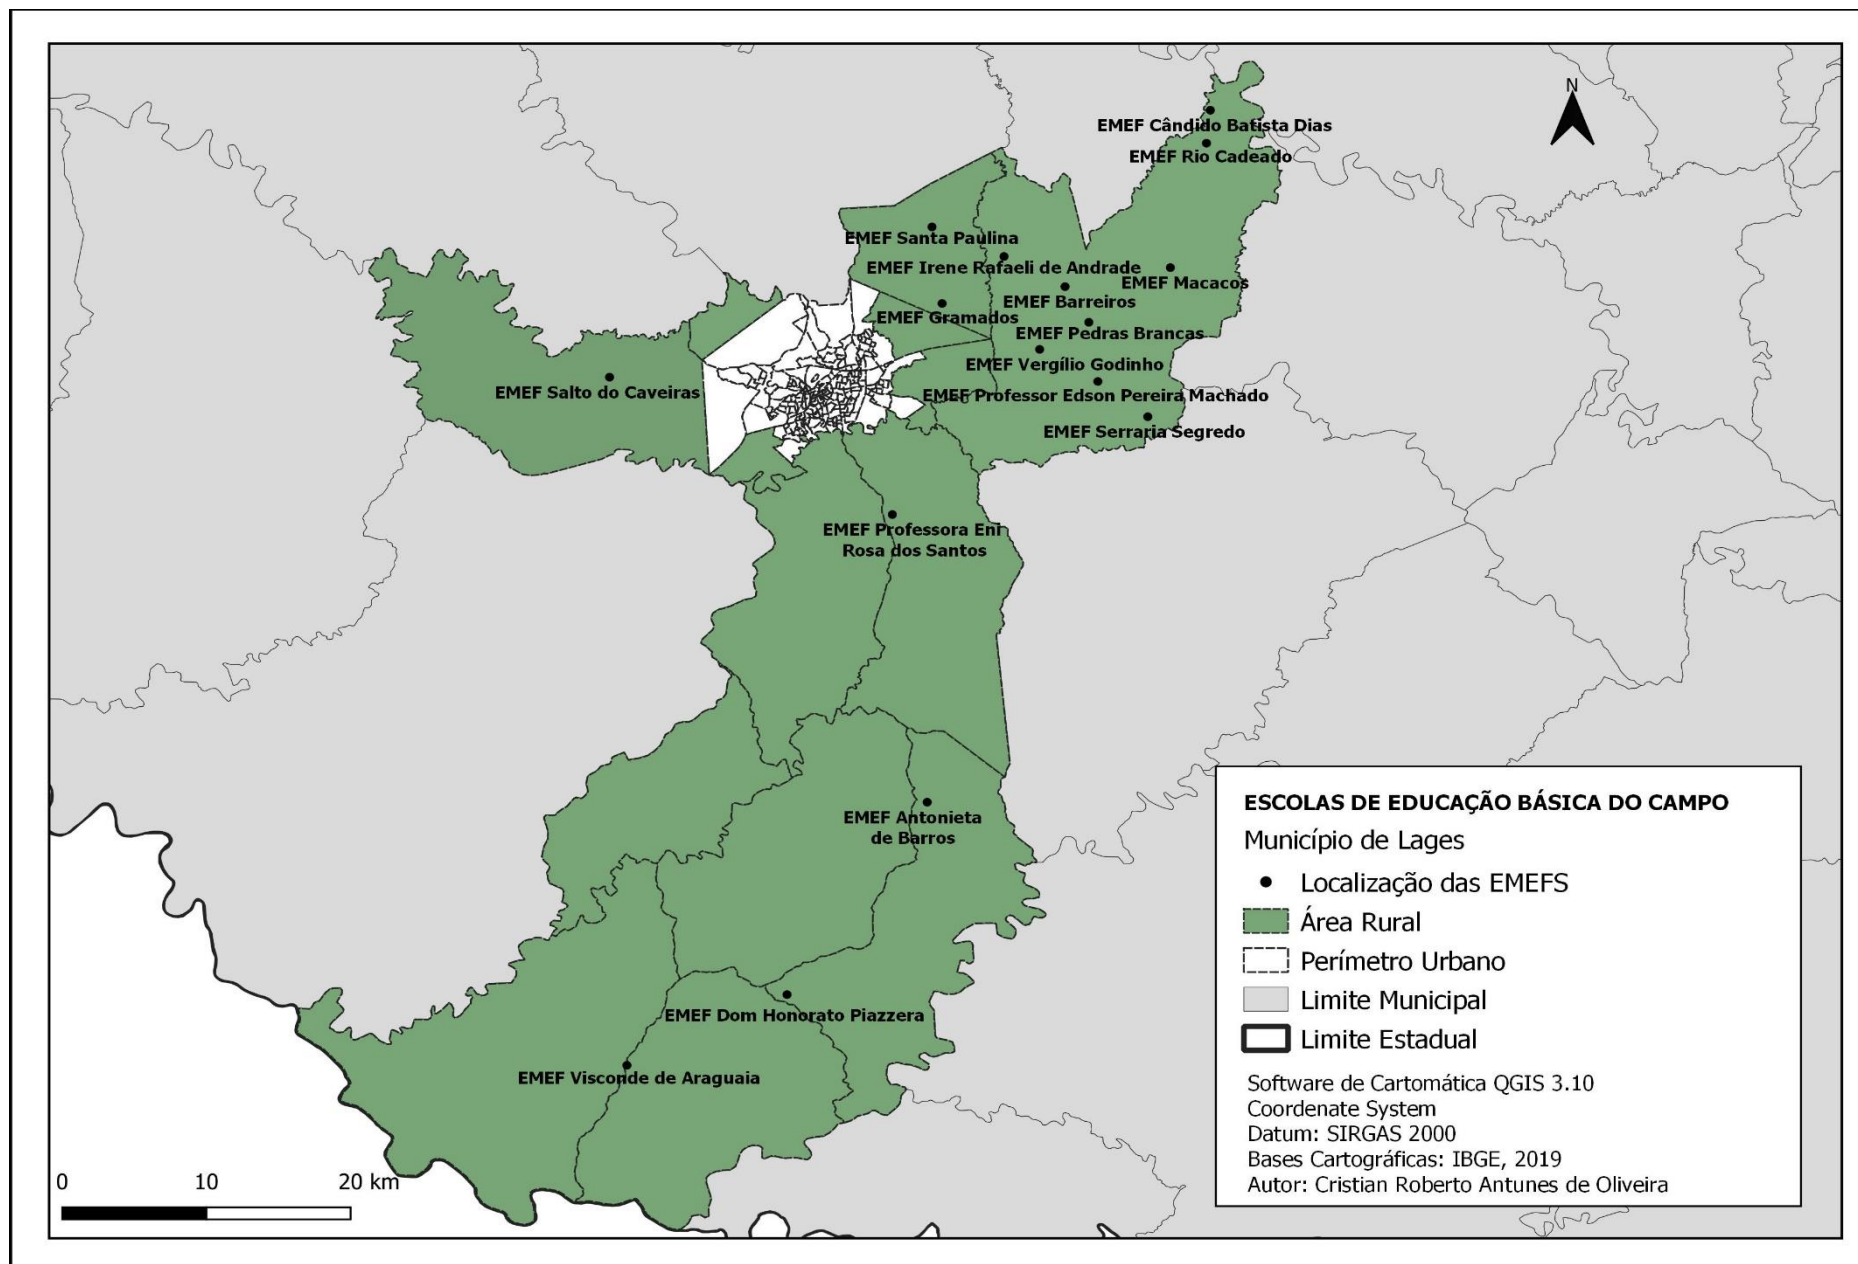 N
EMEF Cândido Batista Dias
EMEF Rio Cadeado
EMEF Santa Paulina
EMEF Irene Rafaeli de Andrade
EMEF Macacos
EMEF Barreiros
EMEF Gramados
EMEF Pedras Brancas
EMEF Vergílio Godinho
EMEF Salto do Caveiras
EMEF Professor Edson Pereira Machado
EMEF Serraria Segredo
EMEF Professora Eni
Rosa dos Santos
EMEF Antonieta
de Barros
EMEF Dom Honorato Piazzera
EMEF Visconde de Araguaia
ESCOLAS DE EDUCAÇÃO BÁSICA DO CAMPO
Município de Lages
Localização das EMEFS
Área Rural
Perímetro Urbano
Limite Municipal
Limite Estadual
Software de Cartomática QGIS 3.10
Coordenate System
Datum: SIRGAS 2000
Bases Cartográficas: IBGE, 2019
Autor: Cristian Roberto Antunes de Oliveira
0 10 20 km